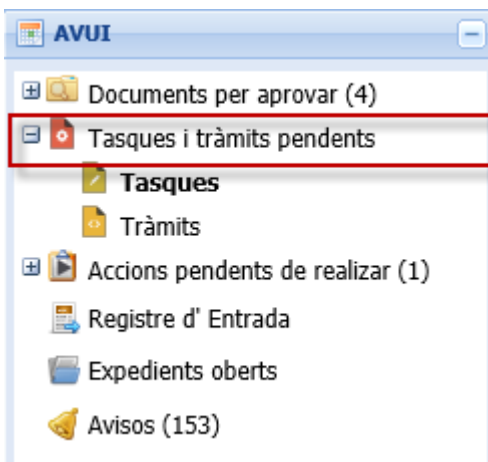 AVUI
Documents per aprovar (4)
Tasques i tràmits pendents
Tasques
Tràmits
Accions pendents de realizar (1)
Registre d' Entrada
Expedients oberts
Avisos (153)